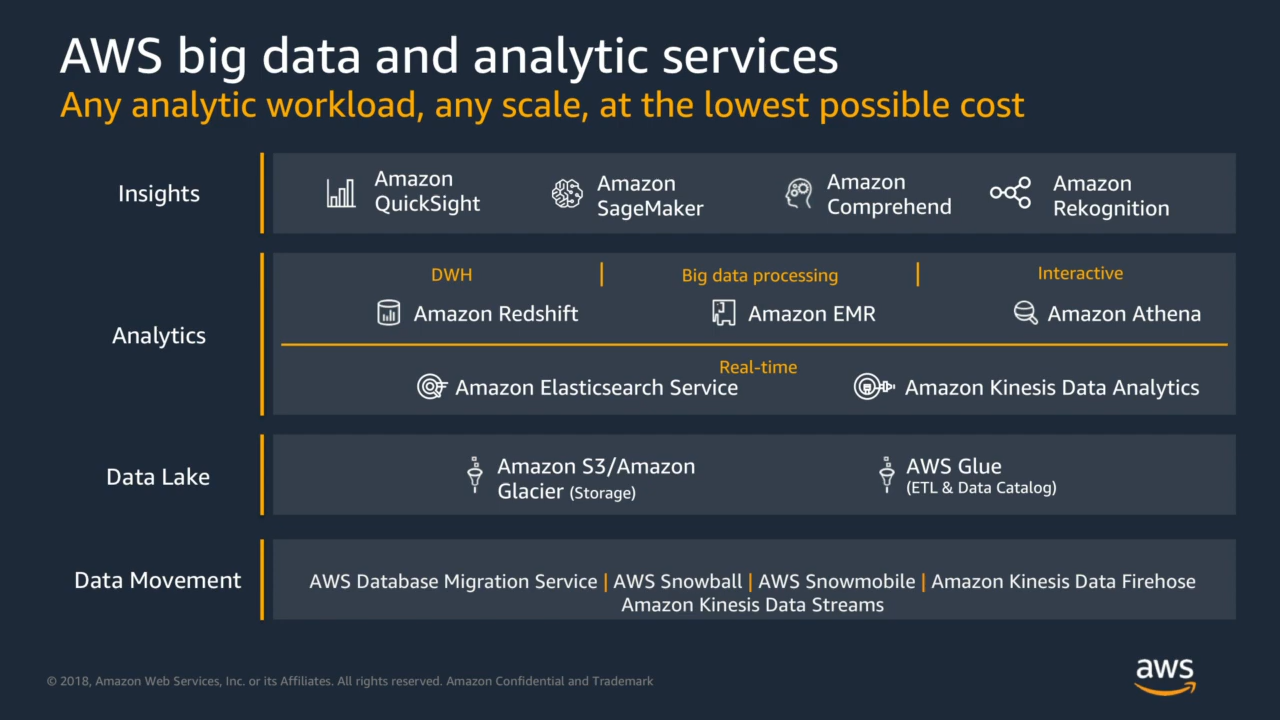 AWS big data and analytic services
Any analytic workload, any scale, at the lowest possible cost
Insights
Amazon
QuickSight
Amazon
SageMaker
Amazon
Comprehend
Amazon
Rekognition
Analytics
DWH | Big data processing | Interactive
Amazon Redshift
Amazon EMR
Amazon Athena
Real-time
Amazon Elasticsearch Service
Amazon Kinesis Data Analytics
Data Lake
Amazon S3/Amazon
Glacier (Storage)
AWS Glue
(ETL & Data Catalog)
Data Movement
AWS Database Migration Service | AWS Snowball | AWS Snowmobile | Amazon Kinesis Data Firehose
Amazon Kinesis Data Streams
© 2018, Amazon Web Services, Inc. or its Affiliates. All rights reserved. Amazon Confidential and Trademark
aws